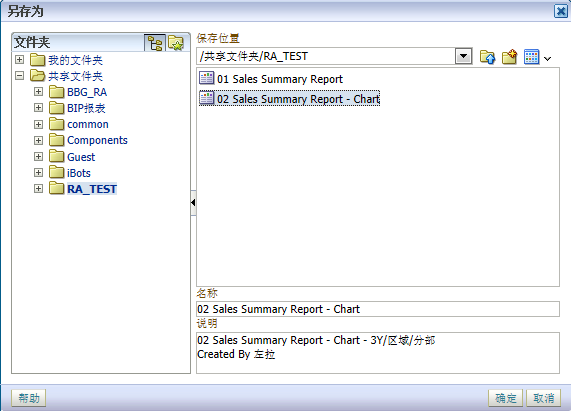 另存为
文件夹
我的文件夹
共享文件夹
BBG_RA
BIP报表
common
Components
Guest
iBots
RA_TEST
保存位置
/共享文件夹/RA_TEST
01 Sales Summary Report
02 Sales Summary Report - Chart
名称
02 Sales Summary Report - Chart
说明
02 Sales Summary Report - Chart - 3Y/区域/分部
Created By 左拉
帮助
确定
取消